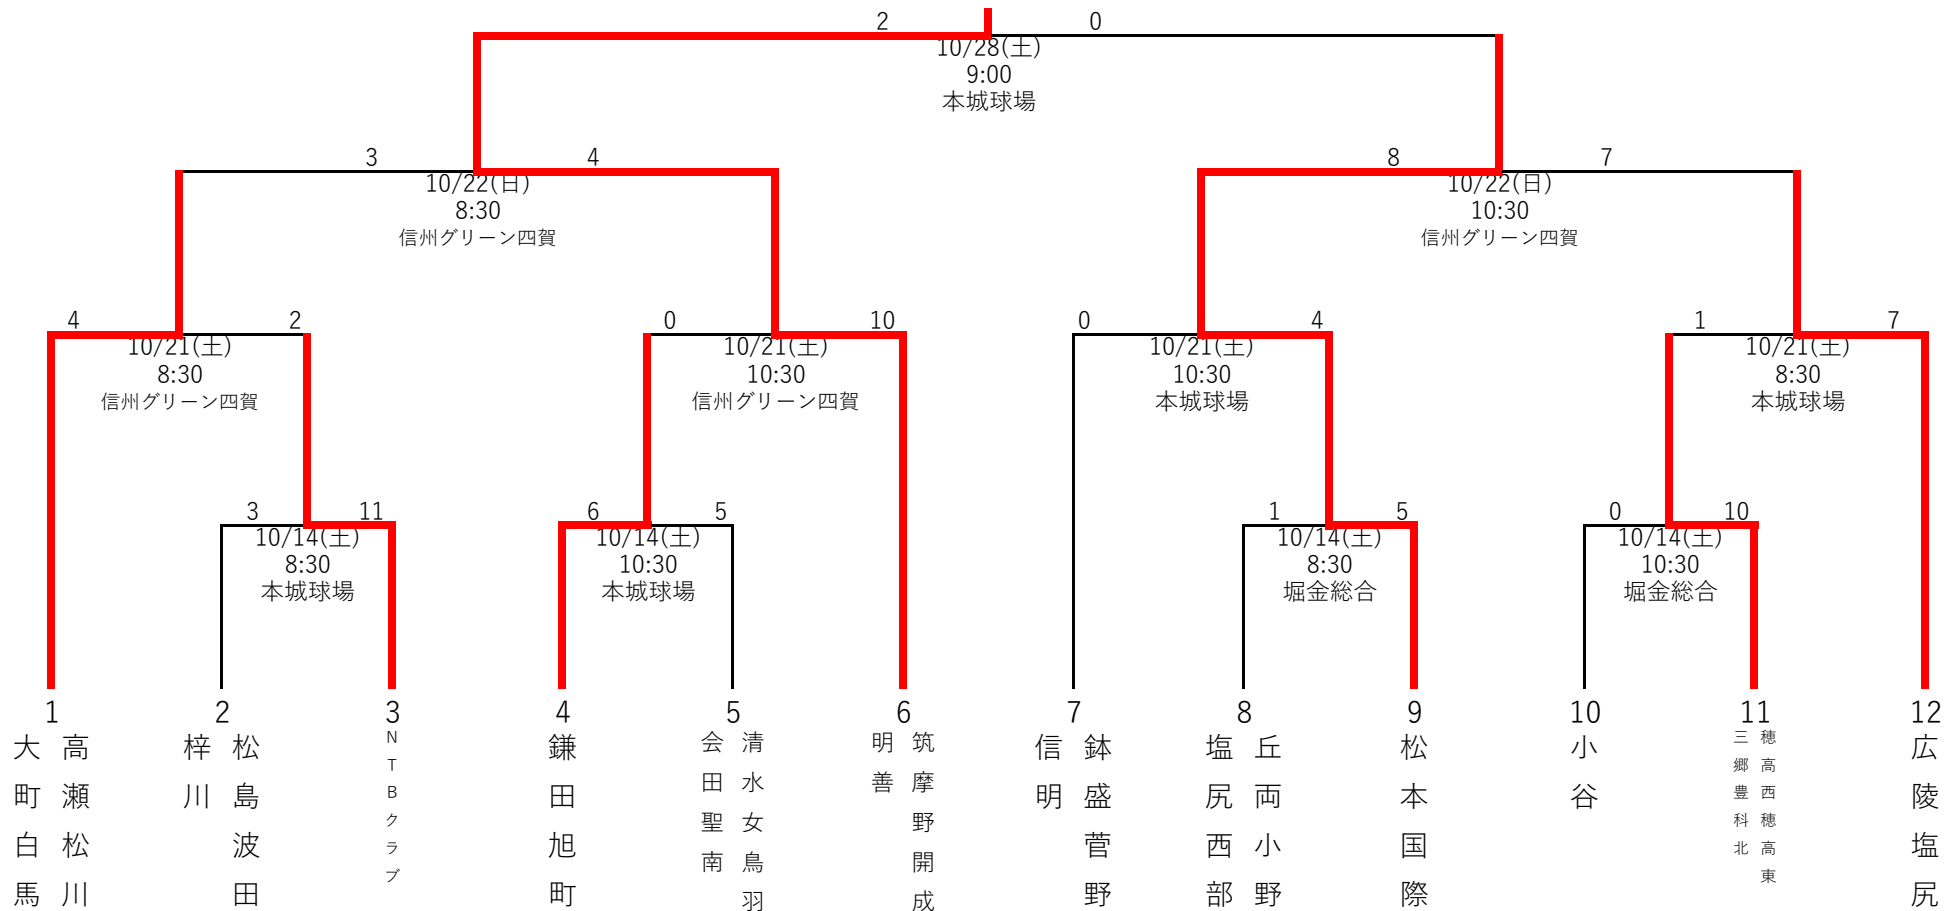 2 0
10/28(土)
9:00
本城球場
3 4 8 7
10/22(日)
8:30
信州グリーン四賀
10/22(日)
10:30
信州グリーン四賀
4 2 0 10 0 4 1 7
10/21(土)
8:30
信州グリーン四賀
10/21(土)
10:30
信州グリーン四賀
10/21(土)
10:30
本城球場
10/21(土)
8:30
本城球場
3 11 6 5 1 5 0 10
10/14(土)
8:30
本城球場
10/14(土)
10:30
本城球場
10/14(土)
8:30
堀金総合
10/14(土)
10:30
堀金総合
1
高瀬松川
大町白馬
2
松島波田
梓川
3
NTBクラブ
4
鎌田旭町
5
清水女鳥羽
会田聖南
6
筑摩野開成
明善
7
鉢盛菅野
信明
8
丘両小野
塩尻西部
9
松本国際
10
小谷
11
穂高西穂高東
三郷豊科北
12
広陵塩尻